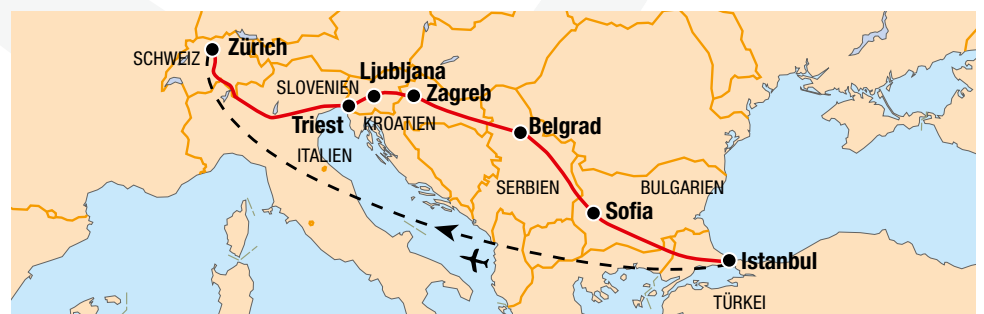 Zürich
SCHWEIZ
Ljubljana
SLOVENIEN
Zagreb
Triest
KROATIEN
Belgrad
ITALIEN
SERBIEN
BULGARIEN
Sofia
Istanbul
TÜRKEI